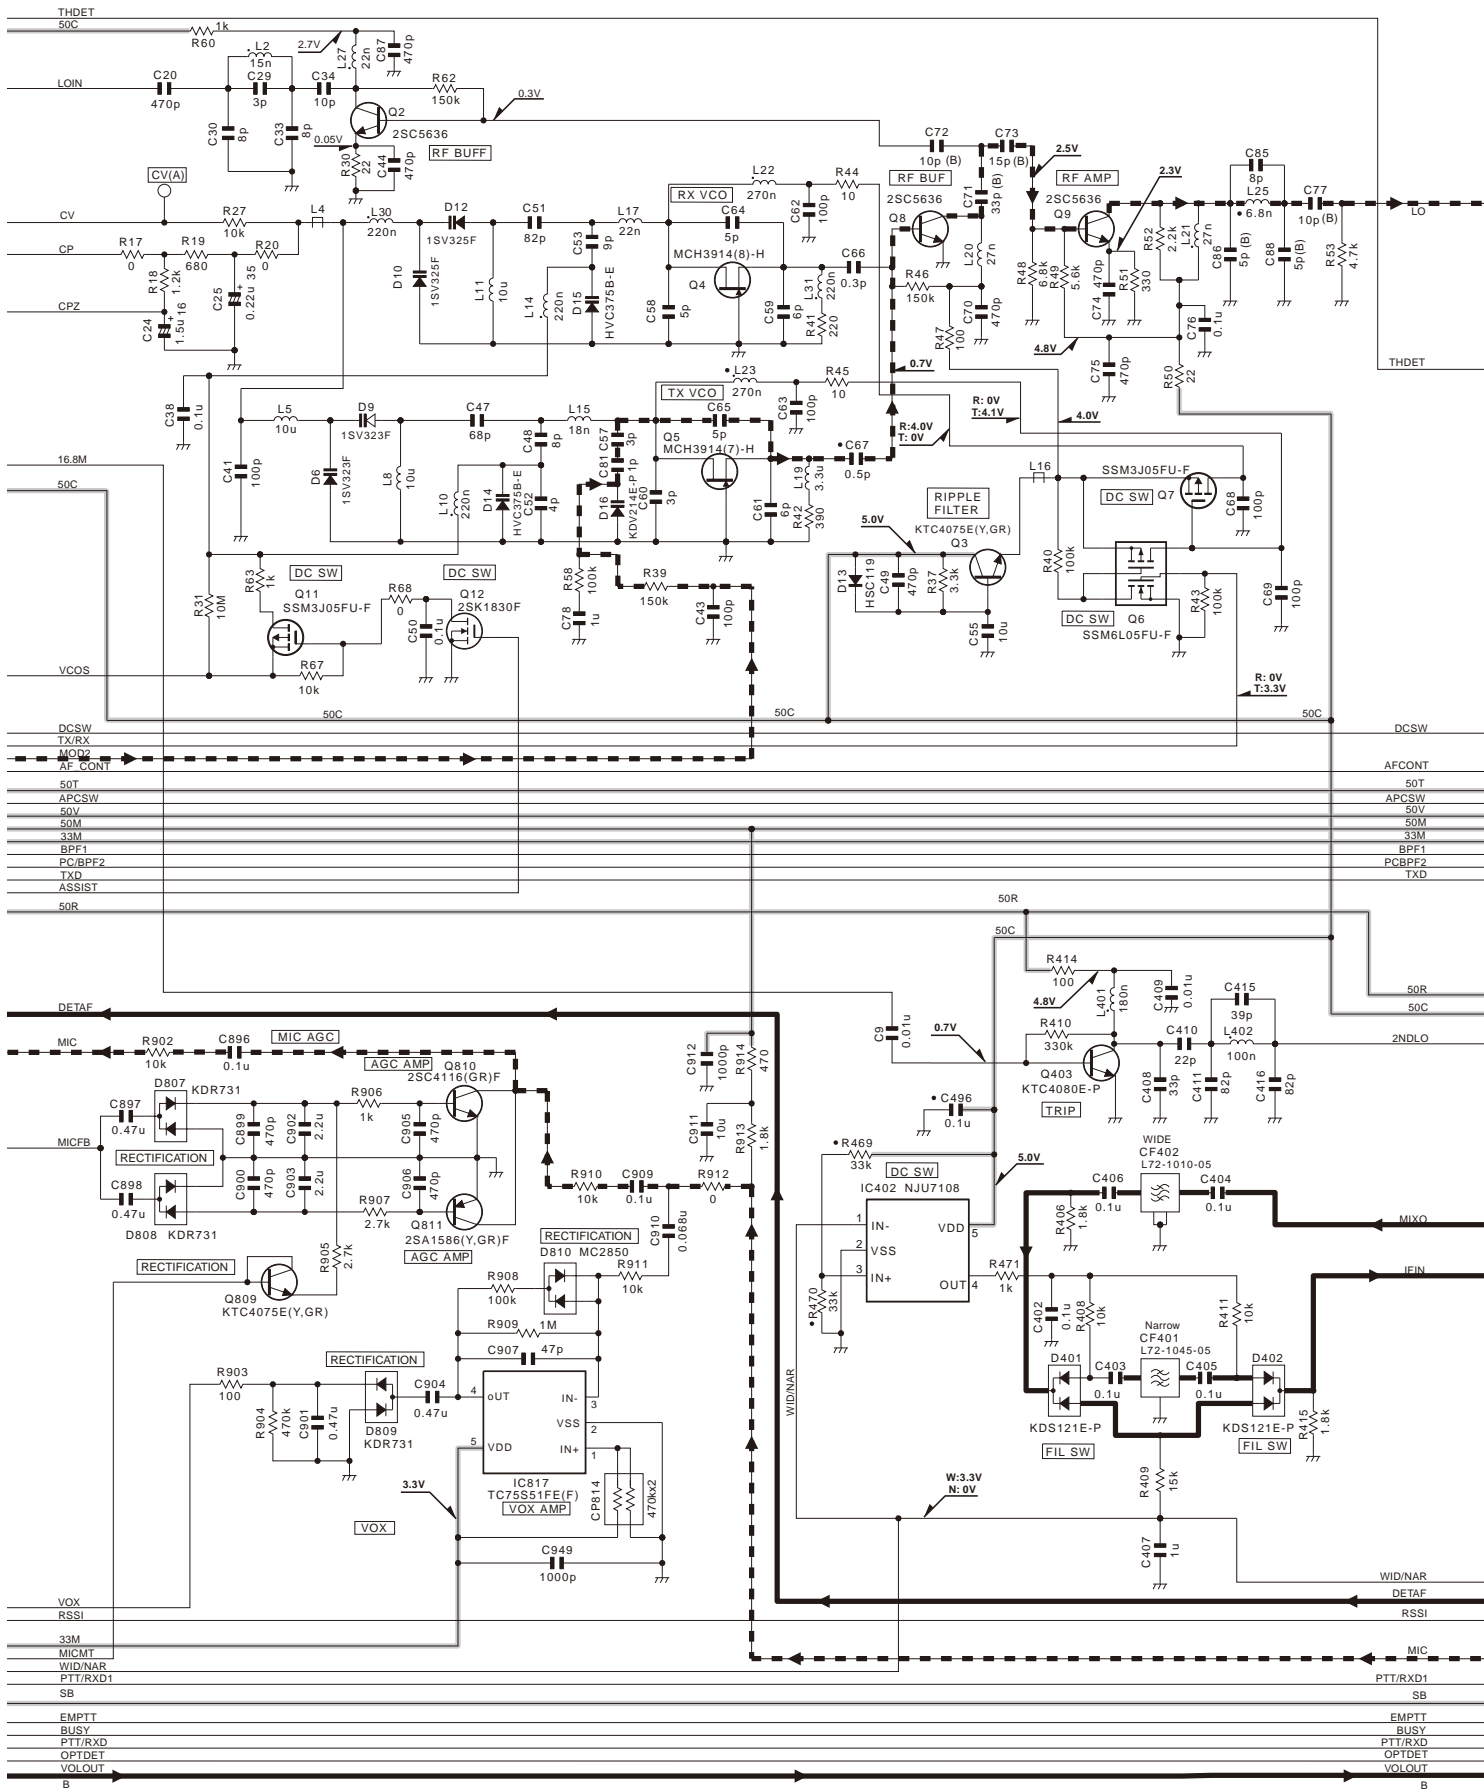 THDET
50C
R60
1k
2.7V
L27
22n
C87
470p
L2
15n
LOIN
C20
470p
C29
3p
C34
10p
R62
150k
0.3V
C30
8p
C33
8p
Q2
2SC5636
0.05V
R30
22
C44
470p
RF BUFF
CV(A)
C72
10p (B)
C73
15p (B)
2.5V
RF BUF
2SC5636
Q8
C71
33p (B)
RF AMP
2SC5636
Q9
2.3V
C85
8p
L25
6.8n
C77
10p (B)
LO
L22
270n
R44
10
RX VCO
C62
100p
CV
R27
10k
L4
L30
220n
D12
1SV325F
C51
82p
L17
22n
C64
5p
MCH3914(8)-H
Q4
C53
9p
CP
R17
0
R19
680
R20
0
R18
1.2k
C25
0.22u 35
D10
1SV325F
L11
10u
L14
220n
D15
HVC375B-E
C58
5p
C59
6p
L31
220n
R41
220
C66
0.3p
R46
150k
L20
27n
R47
100
C70
470p
R48
6.8k
R49
5.6k
C74
470p
R51
330
R52
2.2k
L21
27n
C86
5p (B)
C88
5p(B)
R53
4.7k
CPZ
C24
1.5u 16
C76
0.1u
4.8V
C75
470p
R50
22
THDET
0.7V
C38
0.1u
L23
270n
R45
10
TX VCO
C65
5p
C63
100p
R: 0V
T:4.1V
4.0V
R:4.0V
T: 0V
L5
10u
D9
1SV323F
C47
68p
L15
18n
C48
8p
C57
3p
C81
1p
Q5
MCH3914(7)-H
C67
0.5p
16.8M
50C
C41
100p
D6
1SV323F
L8
10u
L10
220n
D14
HVC375B-E
C52
4p
D16
KDV214E-P
C60
3p
C61
6p
L19
3.3u
R42
390
L16
SSM3J05FU-F
DC SW
Q7
C68
100p
RIPPLE
FILTER
5.0V
KTC4075E(Y,GR)
Q3
R63
1k
DC SW
Q11
SSM3J05FU-F
R68
0
DC SW
Q12
2SK1830F
R58
100k
R39
150k
D13
HSC119
C49
470p
R37
3.3k
R40
100k
R43
100k
C69
100p
R31
10M
C50
0.1u
C78
1u
C43
100p
C55
10u
DC SW
Q6
SSM6L05FU-F
VCOS
R67
10k
R: 0V
T:3.3V
50C
50C
50C
DCSW
DCSW
TX/RX
MOD2
AF_CONT
AFCONT
50T
50T
APCSW
APCSW
50V
50V
50M
50M
33M
33M
BPF1
BPF1
PC/BPF2
PCBPF2
TXD
TXD
ASSIST
50R
50R
50C
R414
100
4.8V
L401
180n
C409
0.01u
C415
39p
50R
50C
DETAF
MIC
R902
10k
C896
0.1u
MIC AGC
AGC AMP
Q810
2SC4116(GR)F
C912
1000p
R914
470
C9
0.01u
0.7V
R410
330k
Q403
KTC4080E-P
TRIP
C410
22p
L402
100n
2NDLO
C408
33p
C411
82p
C416
82p
D807
KDR731
C897
0.47u
R906
1k
C899
470p
C902
2.2u
C905
470p
C911
10u
R913
1.8k
C496
0.1u
MICFB
RECTIFICATION
R469
33k
WIDE
CF402
L72-1010-05
5.0V
DC SW
IC402 NJU7108
C898
0.47u
D808 KDR731
C900
470p
C903
2.2u
C906
470p
R907
2.7k
Q811
2SA1586(Y,GR)F
AGC AMP
R910
10k
C909
0.1u
R912
0
C910
0.068u
C406
0.1u
C404
0.1u
R406
1.8k
MIXO
1
IN-
VDD
5
2
VSS
3
IN+
OUT
4
R471
1k
IFIN
RECTIFICATION
R905
2.7k
Q809
KTC4075E(Y,GR)
RECTIFICATION
D810 MC2850
R911
10k
R908
100k
R909
1M
C907
47p
R470
33k
C402
0.1u
R408
10k
R411
10k
Narrow
CF401
L72-1045-05
D401
C403
0.1u
C405
0.1u
D402
KDS121E-P
FIL SW
KDS121E-P
FIL SW
R415
1.8k
R903
100
RECTIFICATION
C904
0.47u
R904
470k
C901
0.47u
D809
KDR731
4
oUT
IN-
3
VSS
2
5
VDD
IN+
1
IC817
TC75S51FE(F)
VOX AMP
CP814
470kx2
WID/NAR
W:3.3V
N: 0V
R409
15k
3.3V
VOX
C949
1000p
C407
1u
WID/NAR
VOX
DETAF
RSSI
RSSI
33M
MICMT
MIC
WID/NAR
PTT/RXD1
PTT/RXD1
SB
SB
EMPTT
EMPTT
BUSY
BUSY
PTT/RXD
PTT/RXD
OPTDET
OPTDET
VOLOUT
VOLOUT
B
B